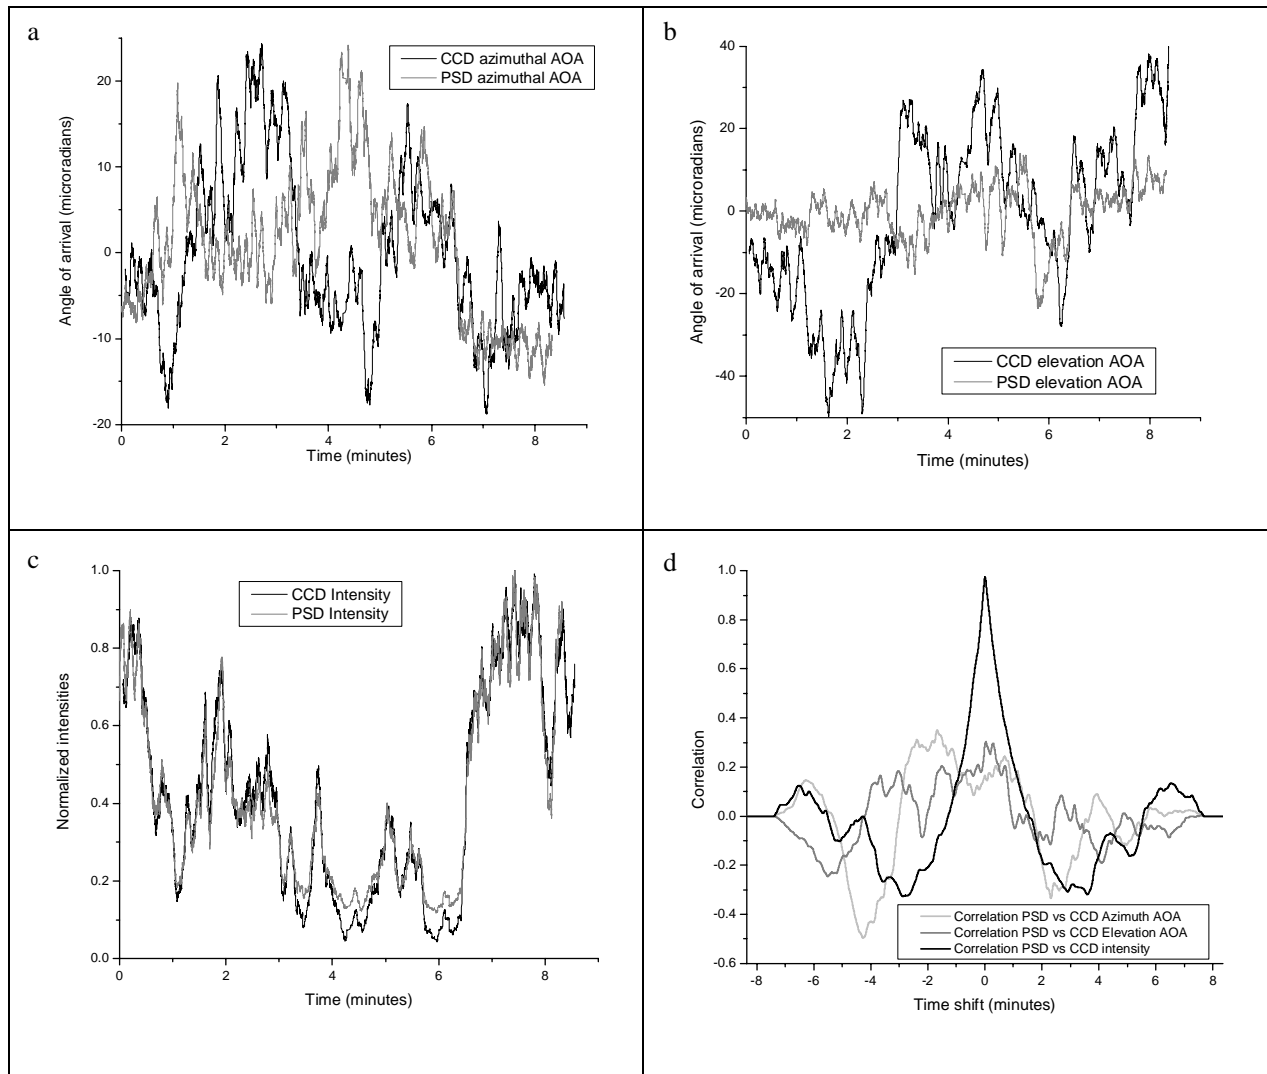 a
CCD azimuthal AOA
PSD azimuthal AOA
Angle of arrival (microradians)
20
10
0
-10
-20
0 2 4 6 8
Time (minutes)
b
40
20
0
-20
-40
Angle of arrival (microradians)
CCD elevation AOA
PSD elevation AOA
0 2 4 6 8
Time (minutes)
c
CCD Intensity
PSD Intensity
Normalized intensities
1.0
0.8
0.6
0.4
0.2
0.0
0 2 4 6 8
Time (minutes)
d
Correlation
1.0
0.8
0.6
0.4
0.2
0.0
-0.2
-0.4
-0.6
Correlation PSD vs CCD Azimuth AOA
Correlation PSD vs CCD Elevation AOA
Correlation PSD vs CCD intensity
-8 -6 -4 -2 0 2 4 6 8
Time shift (minutes)